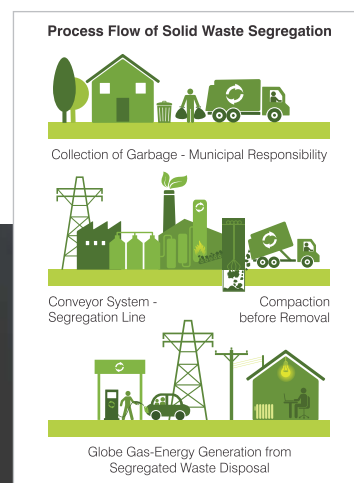 Process Flow of Solid Waste Segregation
Collection of Garbage - Municipal Responsibility
Conveyor System -
Segregation Line
Compaction
before Removal
Globe Gas-Energy Generation from
Segregated Waste Disposal